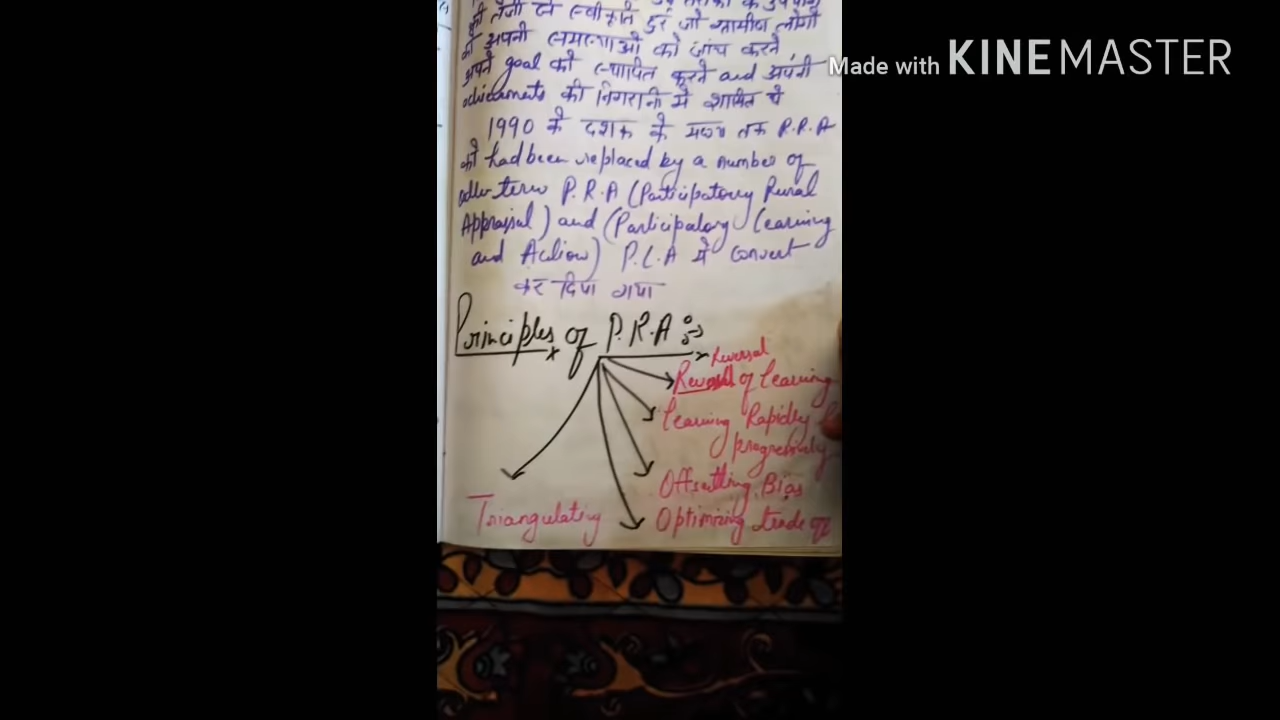 की तेजी से स्वीकृति हुई जो ग्रामीण लोगों
को अपनी समस्याओं की जांच करने,
अपने goal को स्थापित करने and अपनी
की निगरानी में शामिल थे
1990 के दशक के मध्य तक R.R.A
को had been replaced by a number of
other term P.R.A (Participatory Rural
Appraisal) and (Participatory Learning
and Action) P.L.A में convert
कर दिया गया
Principles of P.R.A :->
Reversal
of learning
Learning Rapidly
progressively
Offsetting Bias
Optimizing trade off
Triangulating
Made with KINEMASTER